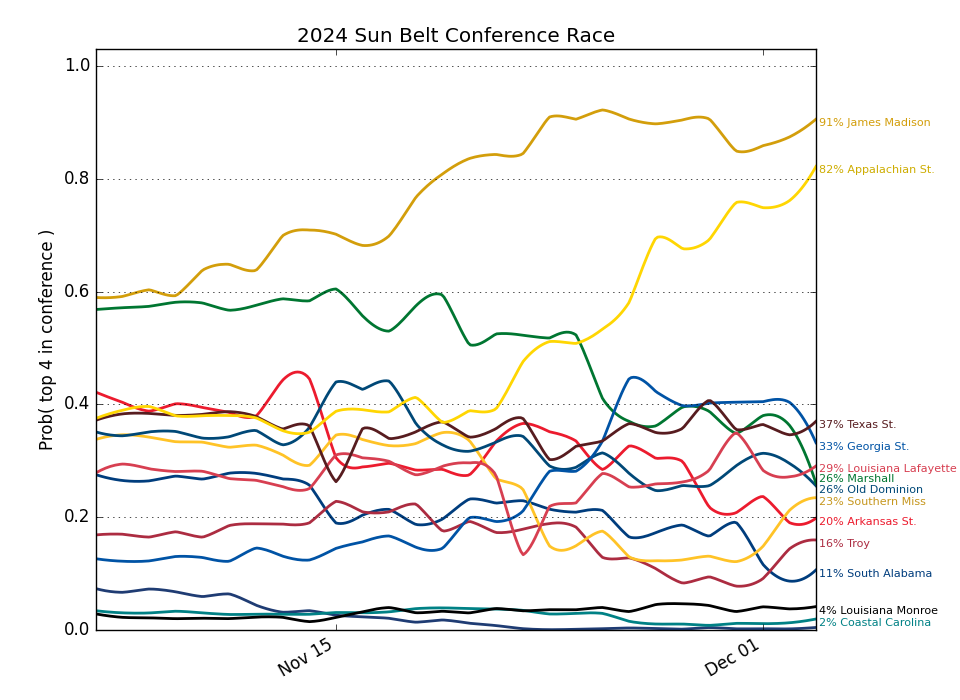 2024 Sun Belt Conference Race
Prob( top 4 in conference )
1.0
0.8
0.6
0.4
0.2
0.0
Nov 15
Dec 01
91% James Madison
82% Appalachian St.
37% Texas St.
33% Georgia St.
29% Louisiana Lafayette
26% Marshall
26% Old Dominion
23% Southern Miss
20% Arkansas St.
16% Troy
11% South Alabama
4% Louisiana Monroe
2% Coastal Carolina